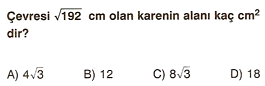 Çevresi √192 cm olan karenin alanı kaç cm²
dir?
A) 4√3 B) 12 C) 8√3 D) 18